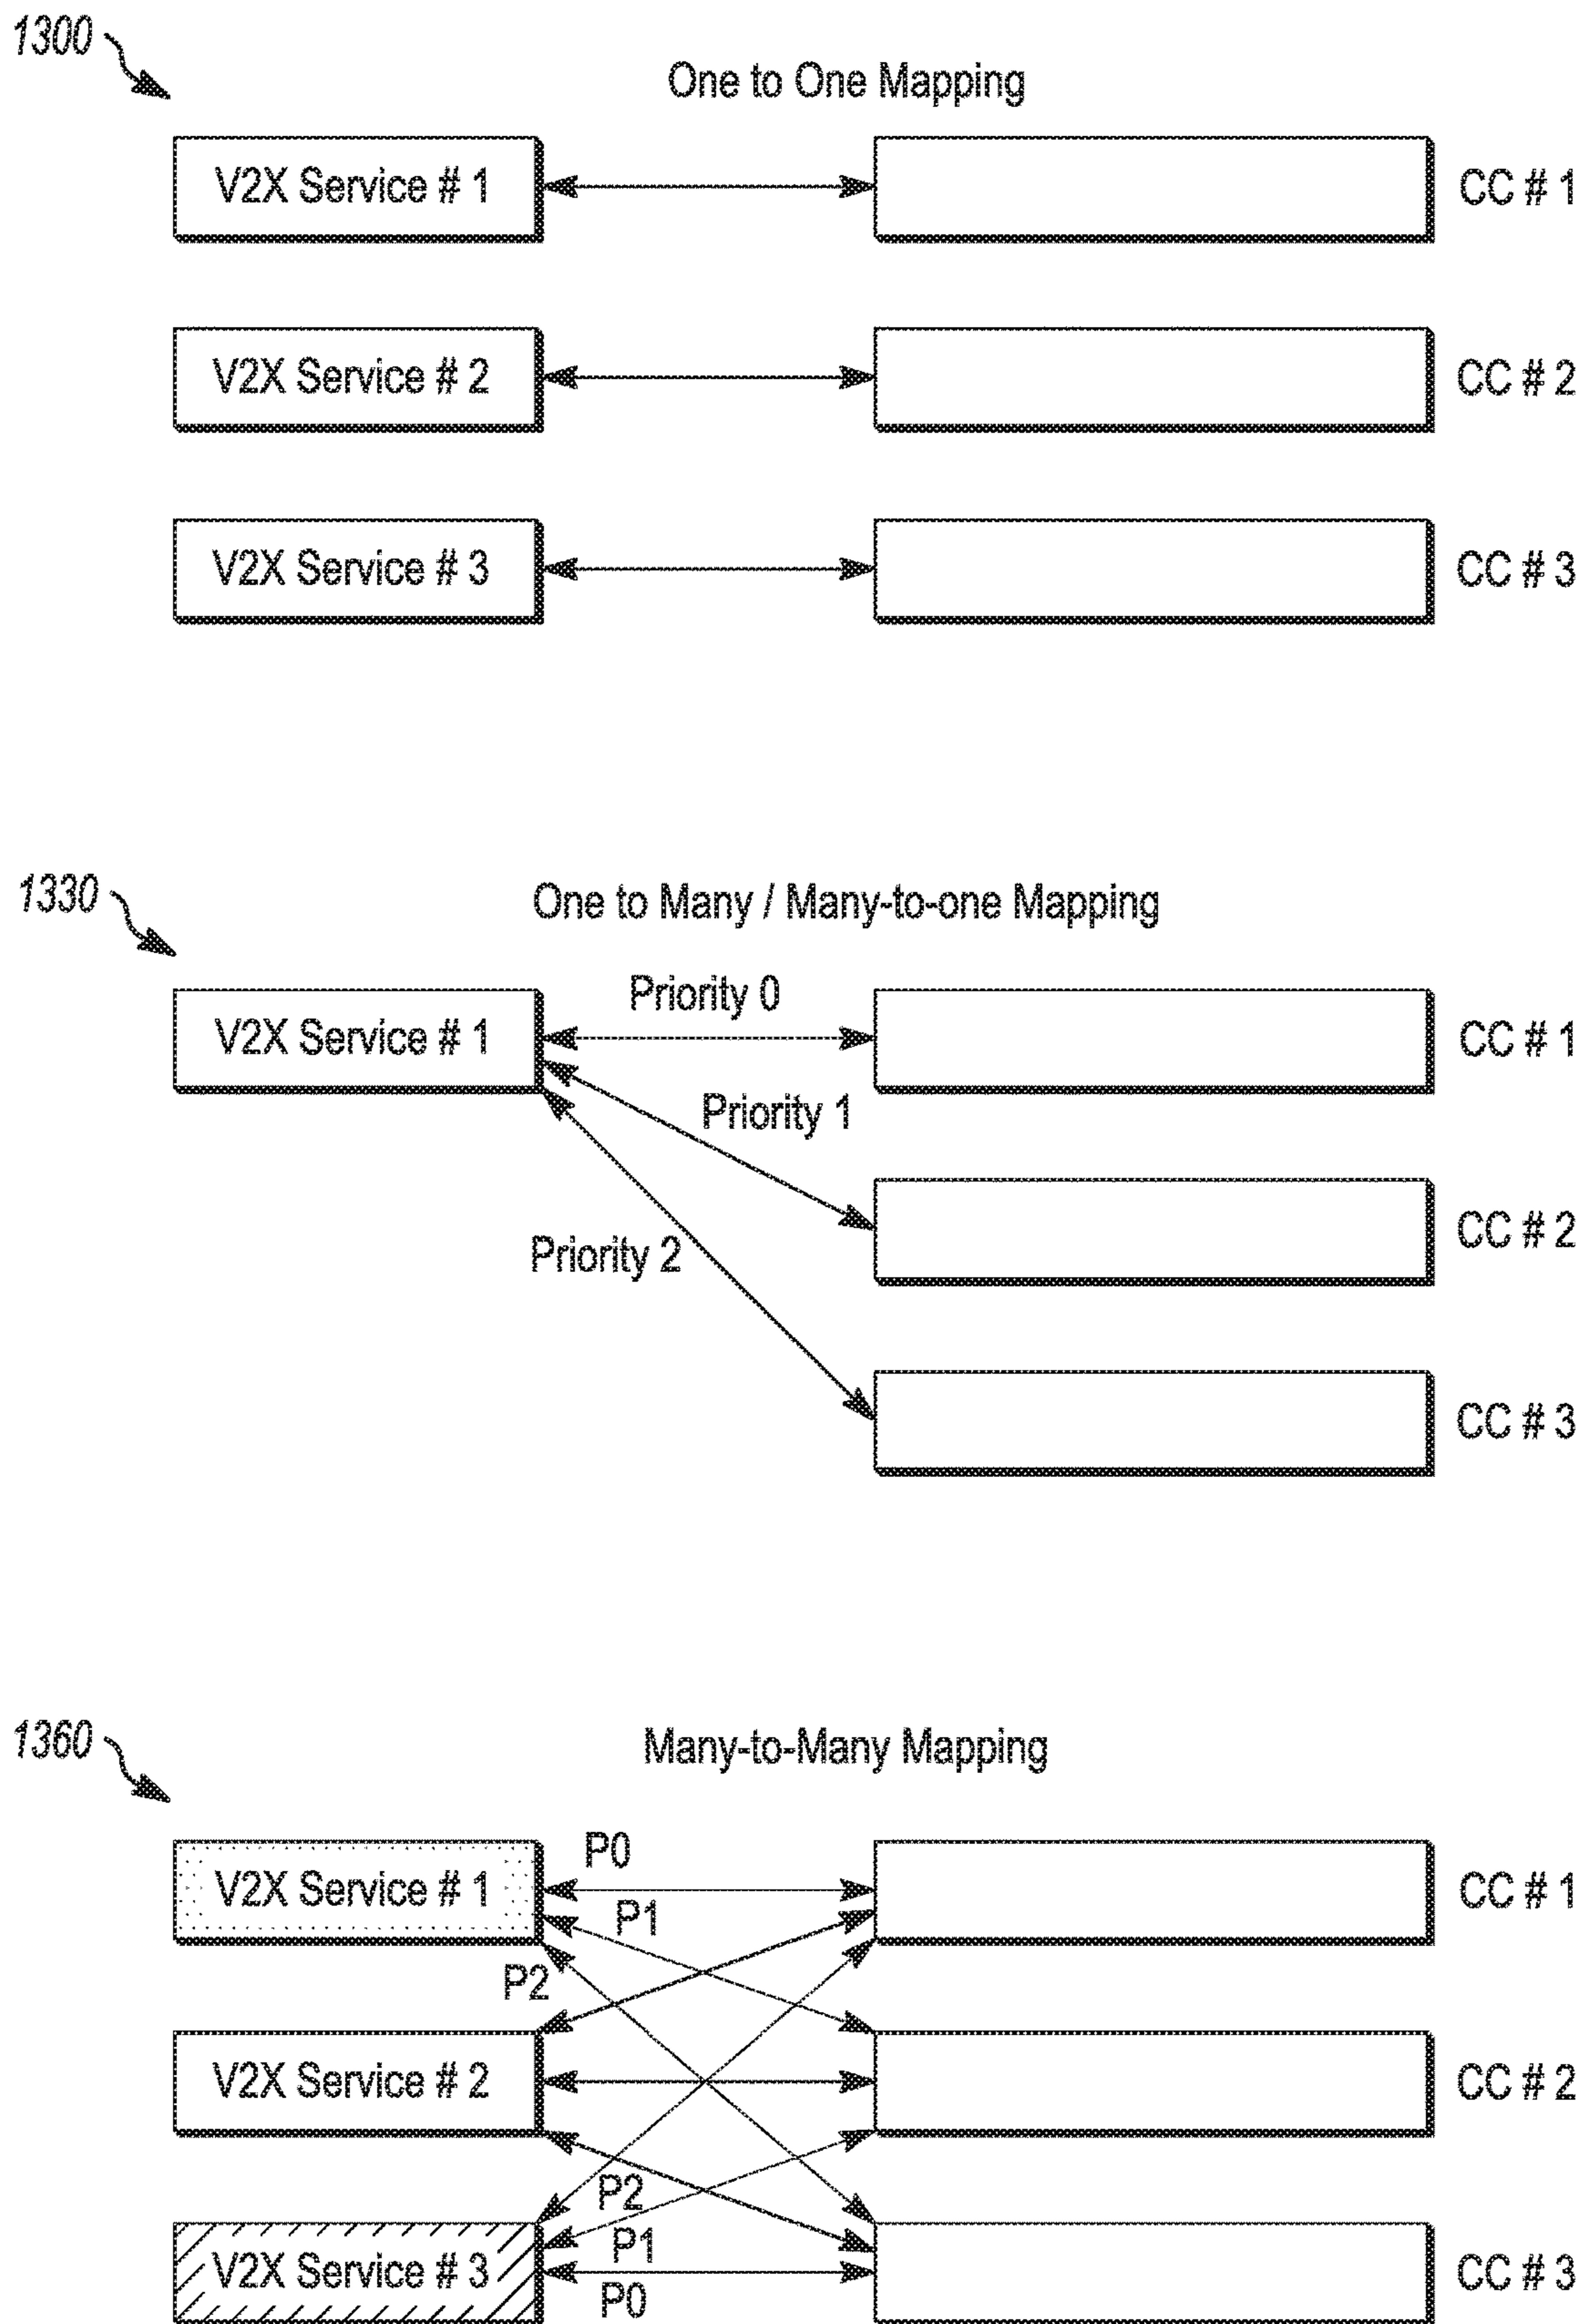 1300
One to One Mapping
V2X Service # 1
CC # 1
V2X Service # 2
CC # 2
V2X Service # 3
CC # 3
1330
One to Many / Many-to-one Mapping
Priority 0
V2X Service # 1
CC # 1
Priority 1
CC # 2
Priority 2
CC # 3
1360
Many-to-Many Mapping
P0
V2X Service # 1
CC # 1
P1
P2
V2X Service # 2
CC # 2
P2
P1
V2X Service # 3
CC # 3
P0